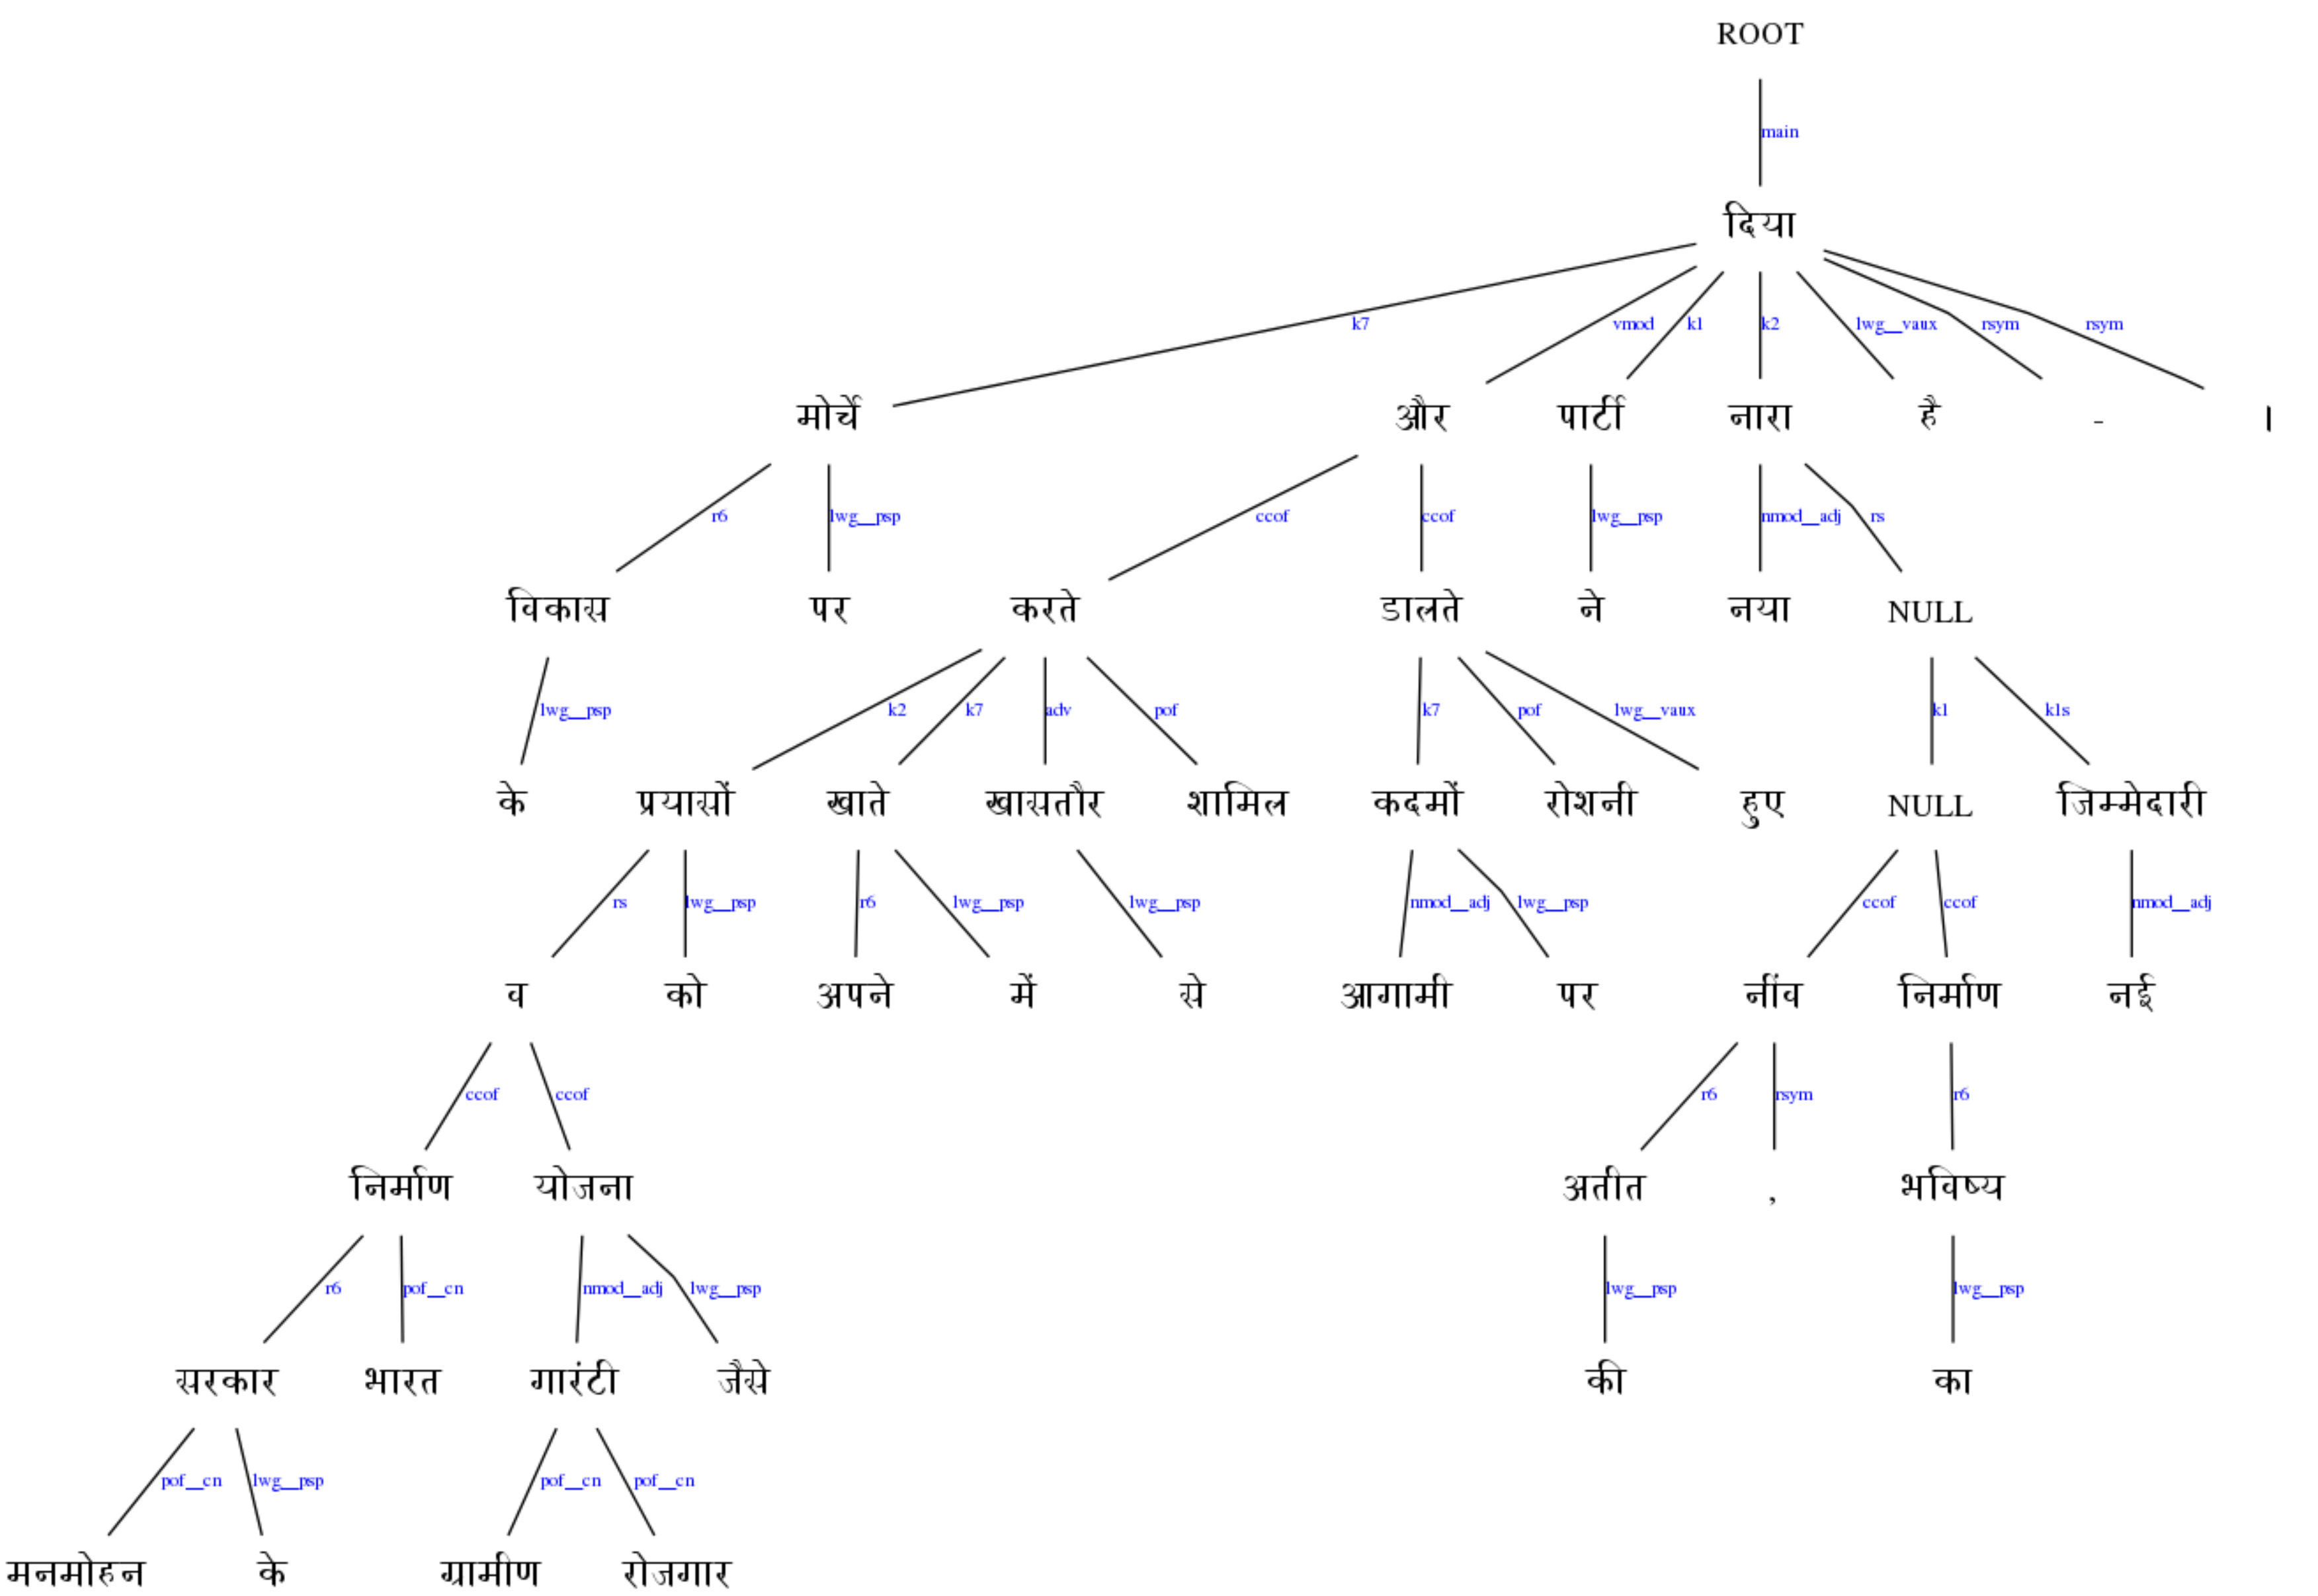 ROOT
main
दिया
k7 vmod k1 k2 lwg__vaux rsym rsym
मोर्चे और पार्टी नारा है - ।
r6 lwg__psp ccof ccof lwg__psp nmod__adj rs
विकास पर करते डालते ने नया NULL
lwg__psp k2 k7 adv pof k7 pof lwg__vaux k1 k1s
के प्रयासों खाते खासतौर शामिल कदमों रोशनी हुए NULL जिम्मेदारी
rs lwg__psp r6 lwg__psp lwg__psp nmod__adj lwg__psp ccof ccof nmod__adj
व को अपने में से आगामी पर नींव निर्माण नई
ccof ccof r6 rsym r6
निर्माण योजना अतीत , भविष्य
r6 pof__cn nmod__adj lwg__psp lwg__psp lwg__psp
सरकार भारत गारंटी जैसे की का
pof__cn lwg__psp pof__cn pof__cn
मनमोहन के ग्रामीण रोजगार